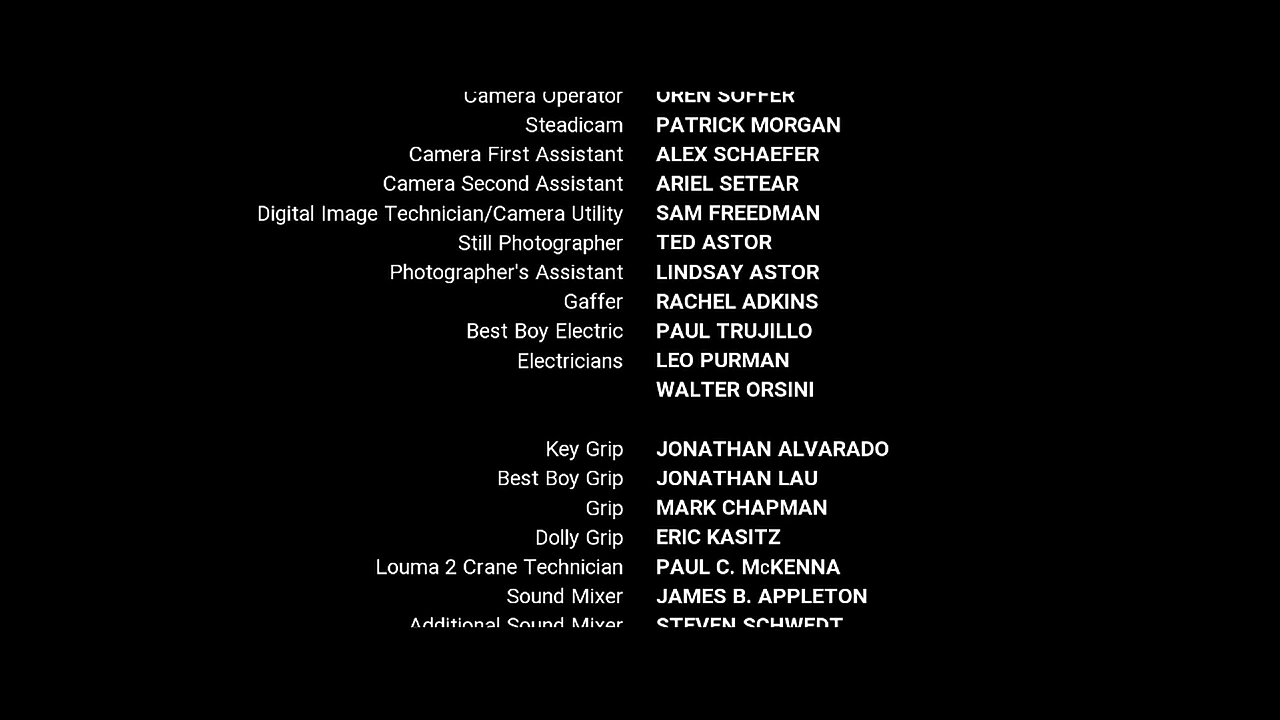 Camera Operator OREN SOFFER
Steadicam PATRICK MORGAN
Camera First Assistant ALEX SCHAEFER
Camera Second Assistant ARIEL SETEAR
Digital Image Technician/Camera Utility SAM FREEDMAN
Still Photographer TED ASTOR
Photographer's Assistant LINDSAY ASTOR
Gaffer RACHEL ADKINS
Best Boy Electric PAUL TRUJILLO
Electricians LEO PURMAN
WALTER ORSINI
Key Grip JONATHAN ALVARADO
Best Boy Grip JONATHAN LAU
Grip MARK CHAPMAN
Dolly Grip ERIC KASITZ
Louma 2 Crane Technician PAUL C. McKENNA
Sound Mixer JAMES B. APPLETON
Additional Sound Mixer STEVEN SCHWEDT